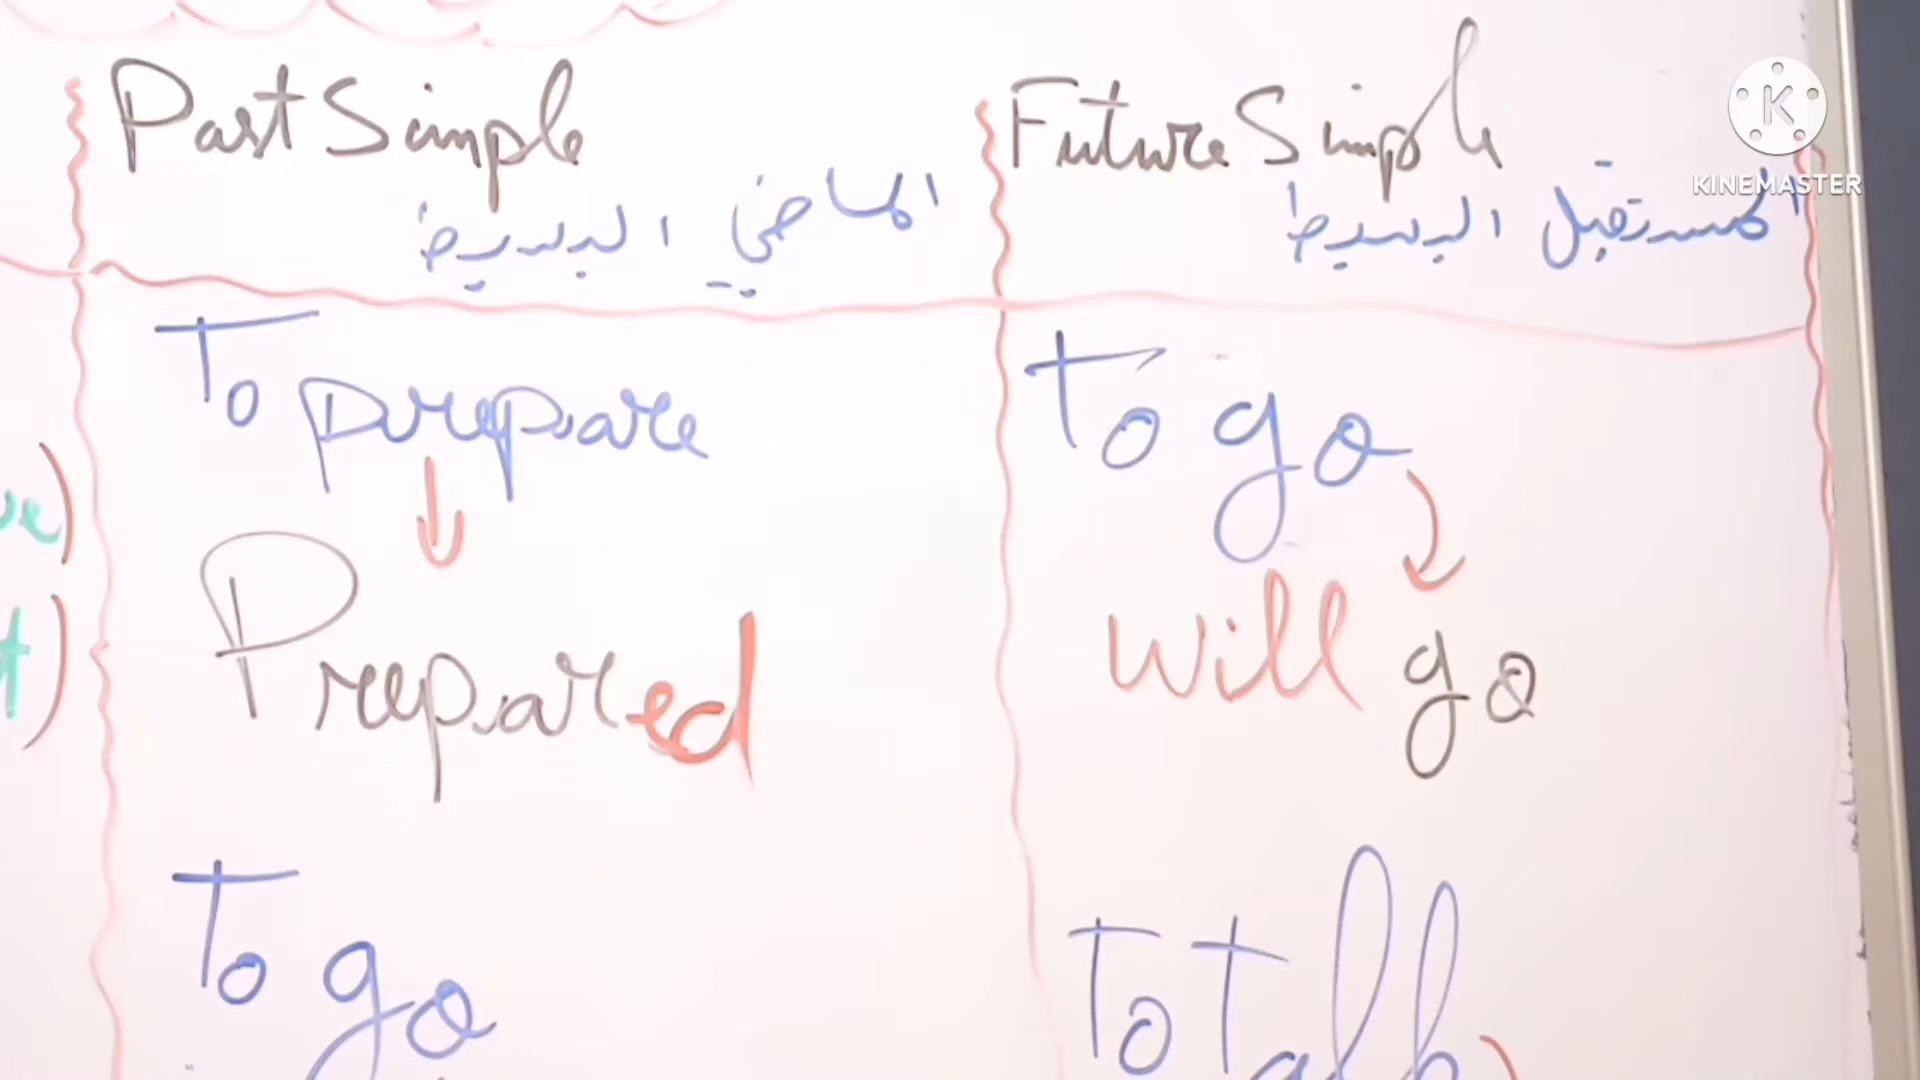 Past Simple
الماضي البسيط
To prepare
Prepared
To go
Future Simple
المستقبل البسيط
To go
will go
To Talk
KINEMASTER